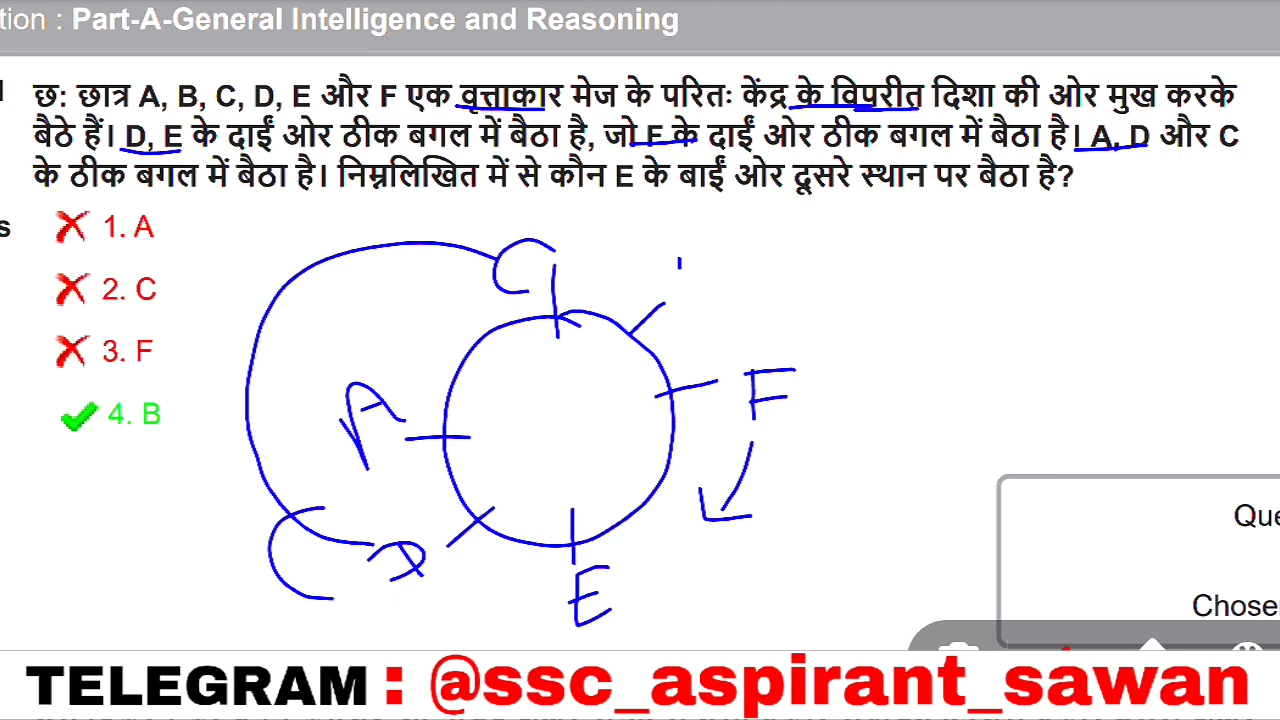 tion : Part-A-General Intelligence and Reasoning
छ: छात्र A, B, C, D, E और F एक वृत्ताकार मेज के परितः केंद्र के विपरीत दिशा की ओर मुख करके
बैठे हैं। D, E के दाईं ओर ठीक बगल में बैठा है, जो F के दाईं ओर ठीक बगल में बैठा है। A, D और C
के ठीक बगल में बैठा है। निम्नलिखित में से कौन E के बाईं ओर दूसरे स्थान पर बैठा है?
s
1. A
2. C
3. F
4. B
C
F
A
D
E
Que
Chosen
TELEGRAM : @ssc_aspirant_sawan